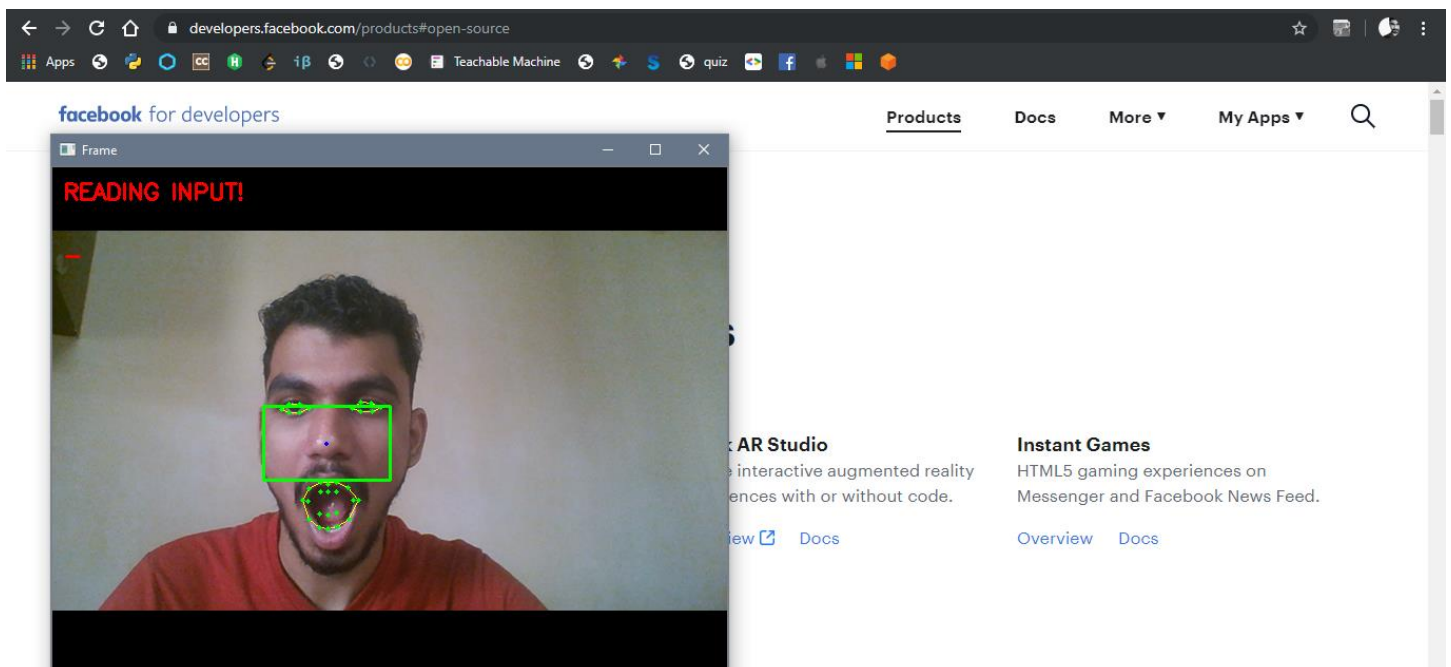 developers.facebook.com/products#open-source
Apps
Teachable Machine
quiz
facebook for developers
Products Docs More ▼ My Apps ▼
Frame
READING INPUT!
AR Studio
interactive augmented reality
with or without code.
Docs
Instant Games
HTML5 gaming experiences on
Messenger and Facebook News Feed.
Overview Docs